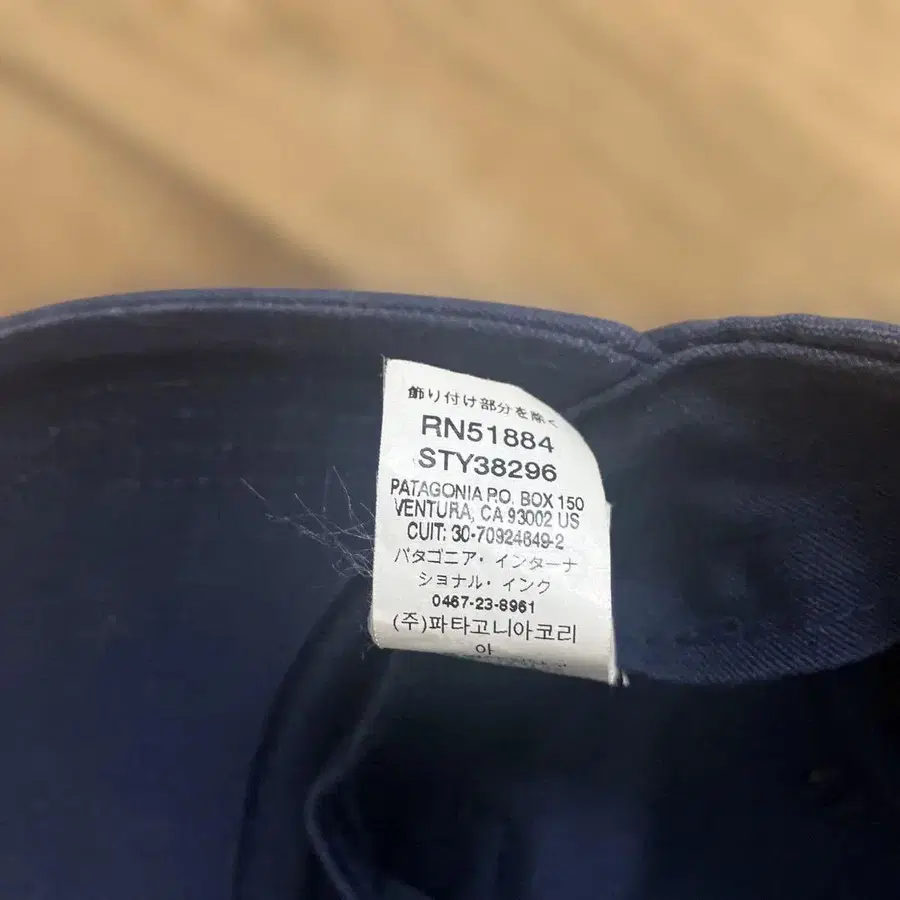 飾り付け部分を除く
RN51884
STY38296
PATAGONIA P.O. BOX 150
VENTURA, CA 93002 US
CUIT: 30-70924849-2
パタゴニア・インターナ
ショナル・インク
0467-23-8961
(주)파타고니아코리
아